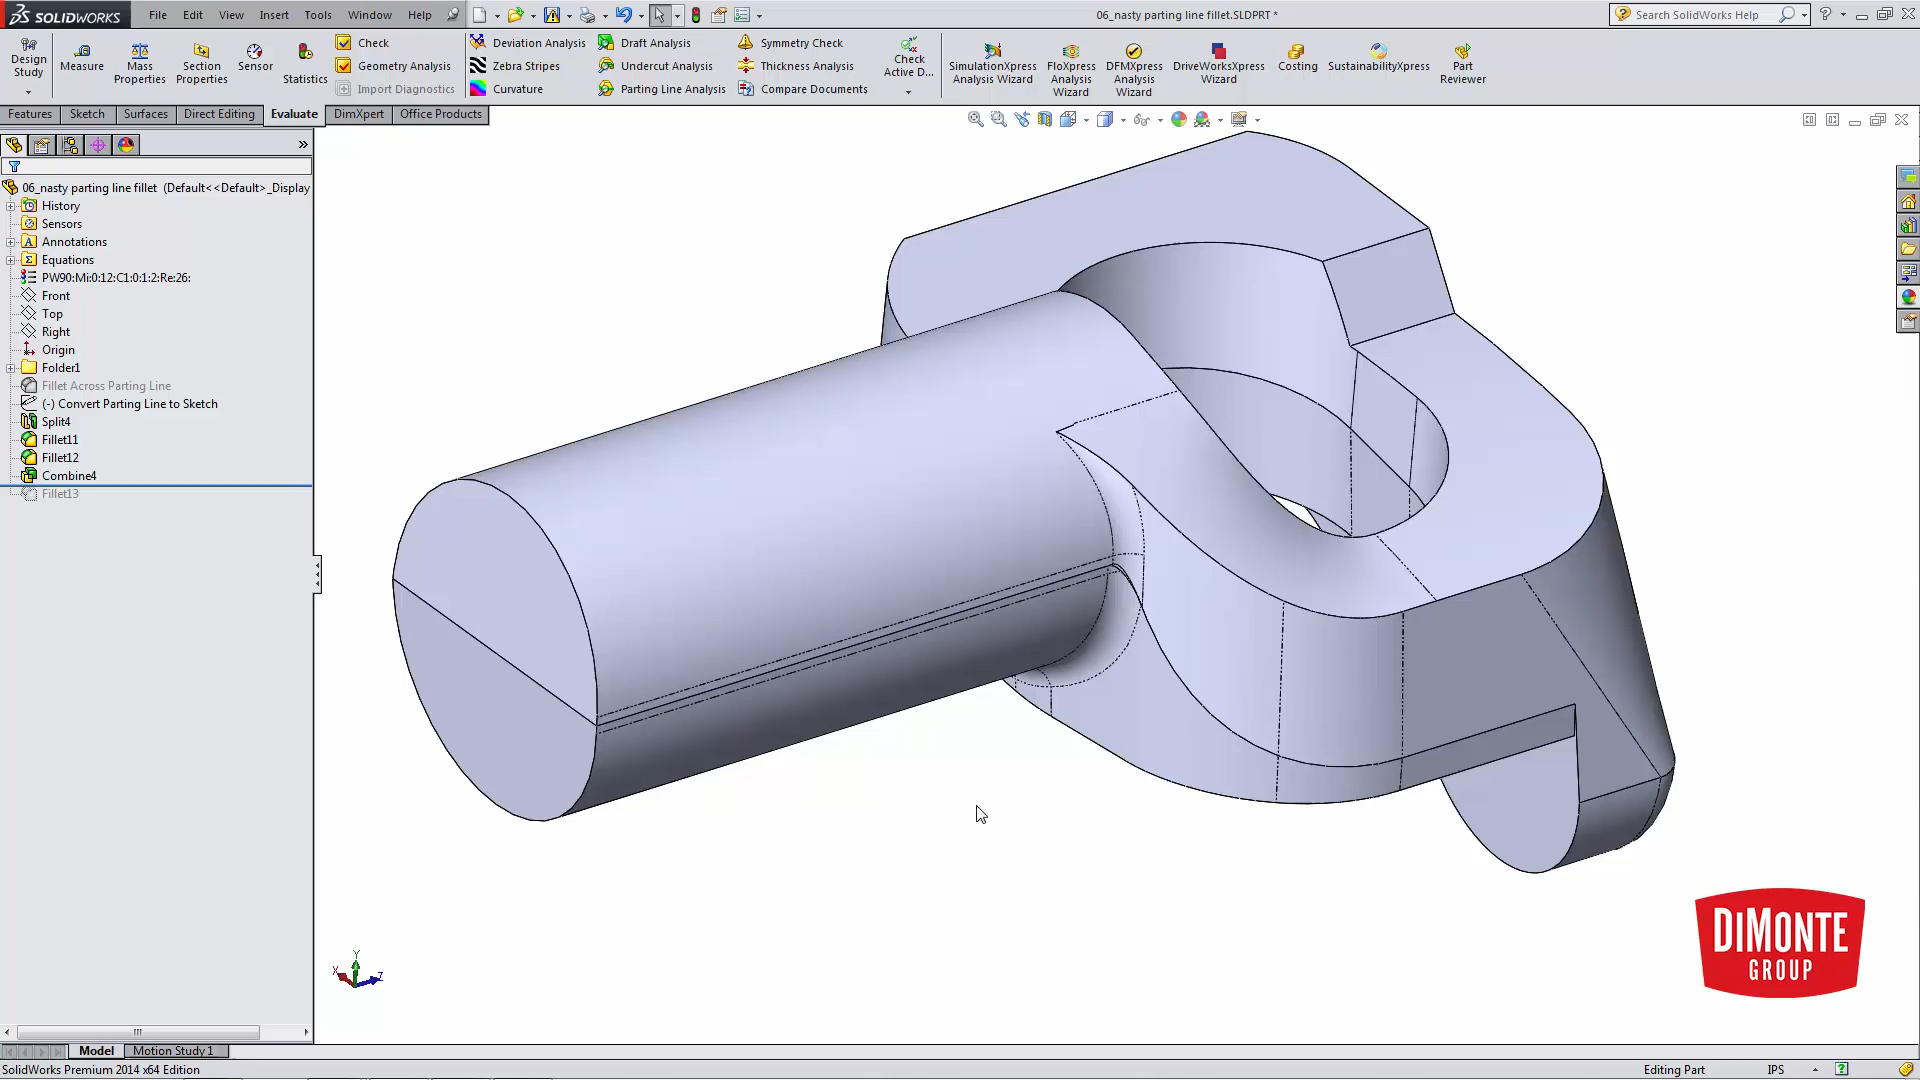 SOLIDWORKS File Edit View Insert Tools Window Help 06_nasty parting line fillet.SLDPRT * Search SolidWorks Help
Design Study Measure Mass Properties Section Properties Sensor Statistics
Check
Geometry Analysis
Import Diagnostics
Deviation Analysis
Zebra Stripes
Curvature
Draft Analysis
Undercut Analysis
Parting Line Analysis
Symmetry Check
Thickness Analysis
Compare Documents
Check Active D...
SimulationXpress Analysis Wizard
FloXpress Analysis Wizard
DFMXpress Analysis Wizard
DriveWorksXpress Wizard
Costing
SustainabilityXpress
Part Reviewer
Features Sketch Surfaces Direct Editing Evaluate DimXpert Office Products
06_nasty parting line fillet (Default<<Default>_Display
History
Sensors
Annotations
Equations
PW90:Mi:0:12:C1:0:1:2:Re:26:
Front
Top
Right
Origin
Folder1
Fillet Across Parting Line
(-) Convert Parting Line to Sketch
Split4
Fillet11
Fillet12
Combine4
Fillet13
Y
X
Z
DIMONTE
GROUP
Model Motion Study 1
SolidWorks Premium 2014 x64 Edition Editing Part IPS